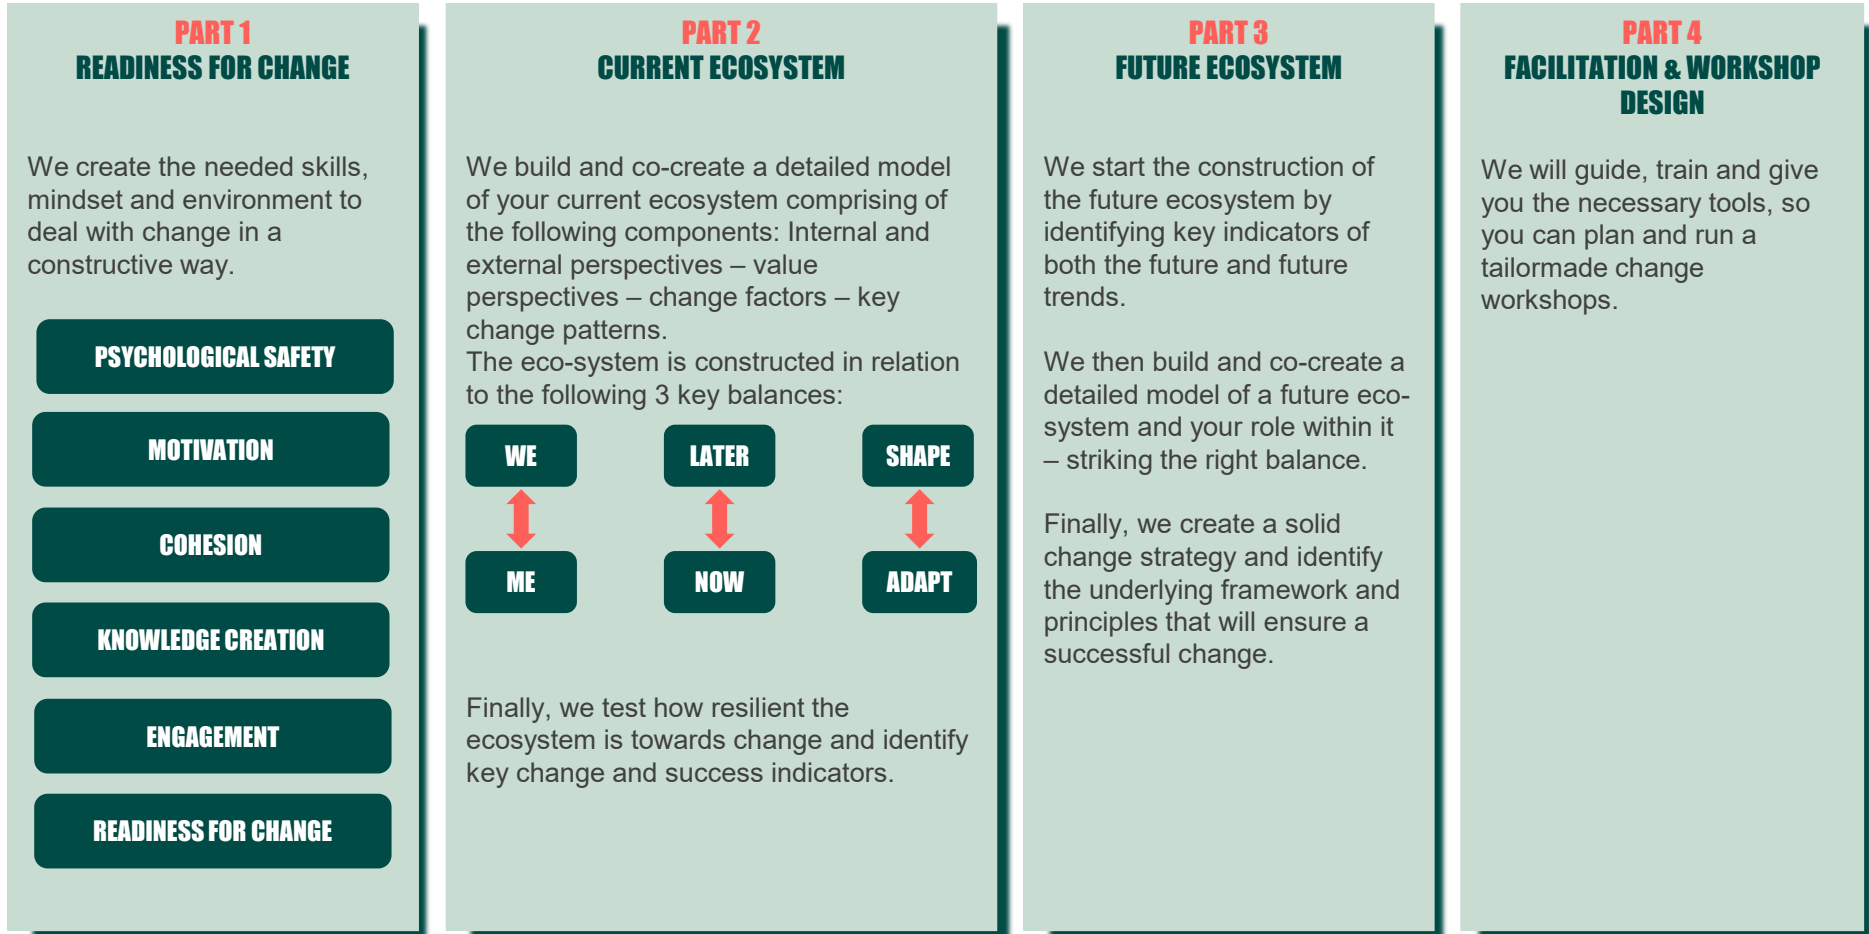 PART 1
READINESS FOR CHANGE
We create the needed skills,
mindset and environment to
deal with change in a
constructive way.
PSYCHOLOGICAL SAFETY
MOTIVATION
COHESION
KNOWLEDGE CREATION
ENGAGEMENT
READINESS FOR CHANGE
PART 2
CURRENT ECOSYSTEM
We build and co-create a detailed model
of your current ecosystem comprising of
the following components: Internal and
external perspectives – value
perspectives – change factors – key
change patterns.
The eco-system is constructed in relation
to the following 3 key balances:
WE
LATER
SHAPE
ME
NOW
ADAPT
Finally, we test how resilient the
ecosystem is towards change and identify
key change and success indicators.
PART 3
FUTURE ECOSYSTEM
We start the construction of
the future ecosystem by
identifying key indicators of
both the future and future
trends.
We then build and co-create a
detailed model of a future eco-
system and your role within it
– striking the right balance.
Finally, we create a solid
change strategy and identify
the underlying framework and
principles that will ensure a
successful change.
PART 4
FACILITATION & WORKSHOP
DESIGN
We will guide, train and give
you the necessary tools, so
you can plan and run a
tailormade change
workshops.